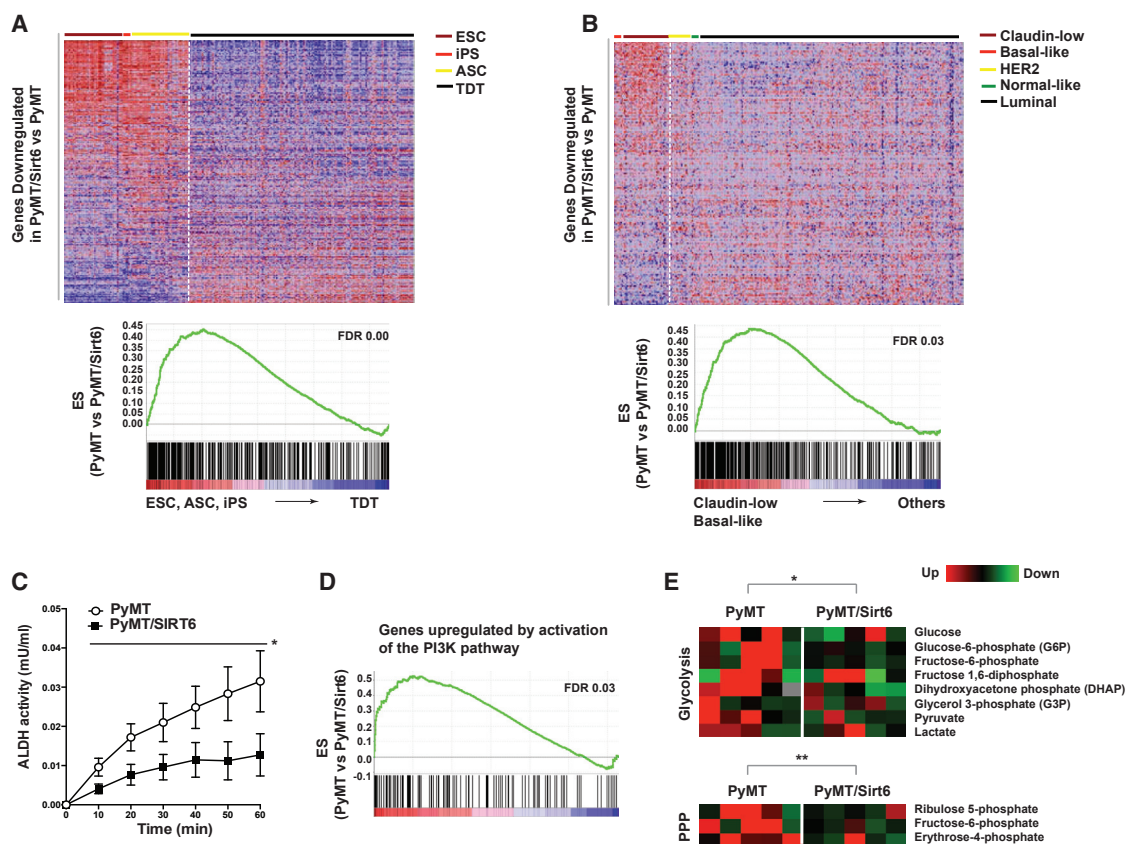 A
ESC
iPS
ASC
TDT
Genes Downregulated
in PyMT/Sirt6 vs PyMT
0.45
0.40
0.35
0.30
0.25
0.20
0.15
0.10
0.05
0.00
FDR 0.00
ES
(PyMT vs PyMT/Sirt6)
ESC, ASC, iPS
TDT
B
Claudin-low
Basal-like
HER2
Normal-like
Luminal
Genes Downregulated
in PyMT/Sirt6 vs PyMT
0.45
0.40
0.35
0.30
0.25
0.20
0.15
0.10
0.05
0.00
FDR 0.03
ES
(PyMT vs PyMT/Sirt6)
Claudin-low
Basal-like
Others
C
PyMT
PyMT/SIRT6
*
0.05
0.04
0.03
0.02
0.01
0.00
ALDH activity (mU/ml)
0 10 20 30 40 50 60
Time (min)
D
Genes upregulated by activation
of the PI3K pathway
FDR 0.03
0.5
0.4
0.3
0.2
0.1
0.0
-0.1
ES
(PyMT vs PyMT/Sirt6)
E
Up Down
*
PyMT PyMT/Sirt6
Glycolysis
Glucose
Glucose-6-phosphate (G6P)
Fructose-6-phosphate
Fructose 1,6-diphosphate
Dihydroxyacetone phosphate (DHAP)
Glycerol 3-phosphate (G3P)
Pyruvate
Lactate
**
PyMT PyMT/Sirt6
PPP
Ribulose 5-phosphate
Fructose-6-phosphate
Erythrose-4-phosphate